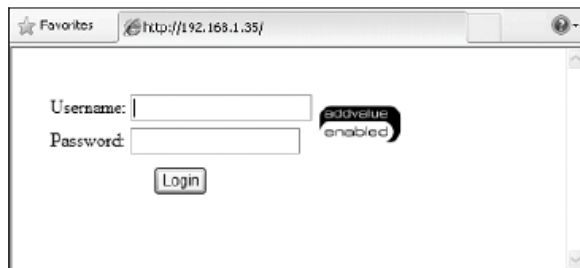 Favorites
http://192.168.1.35/
Username:
addvalue
Password:
enabled
Login